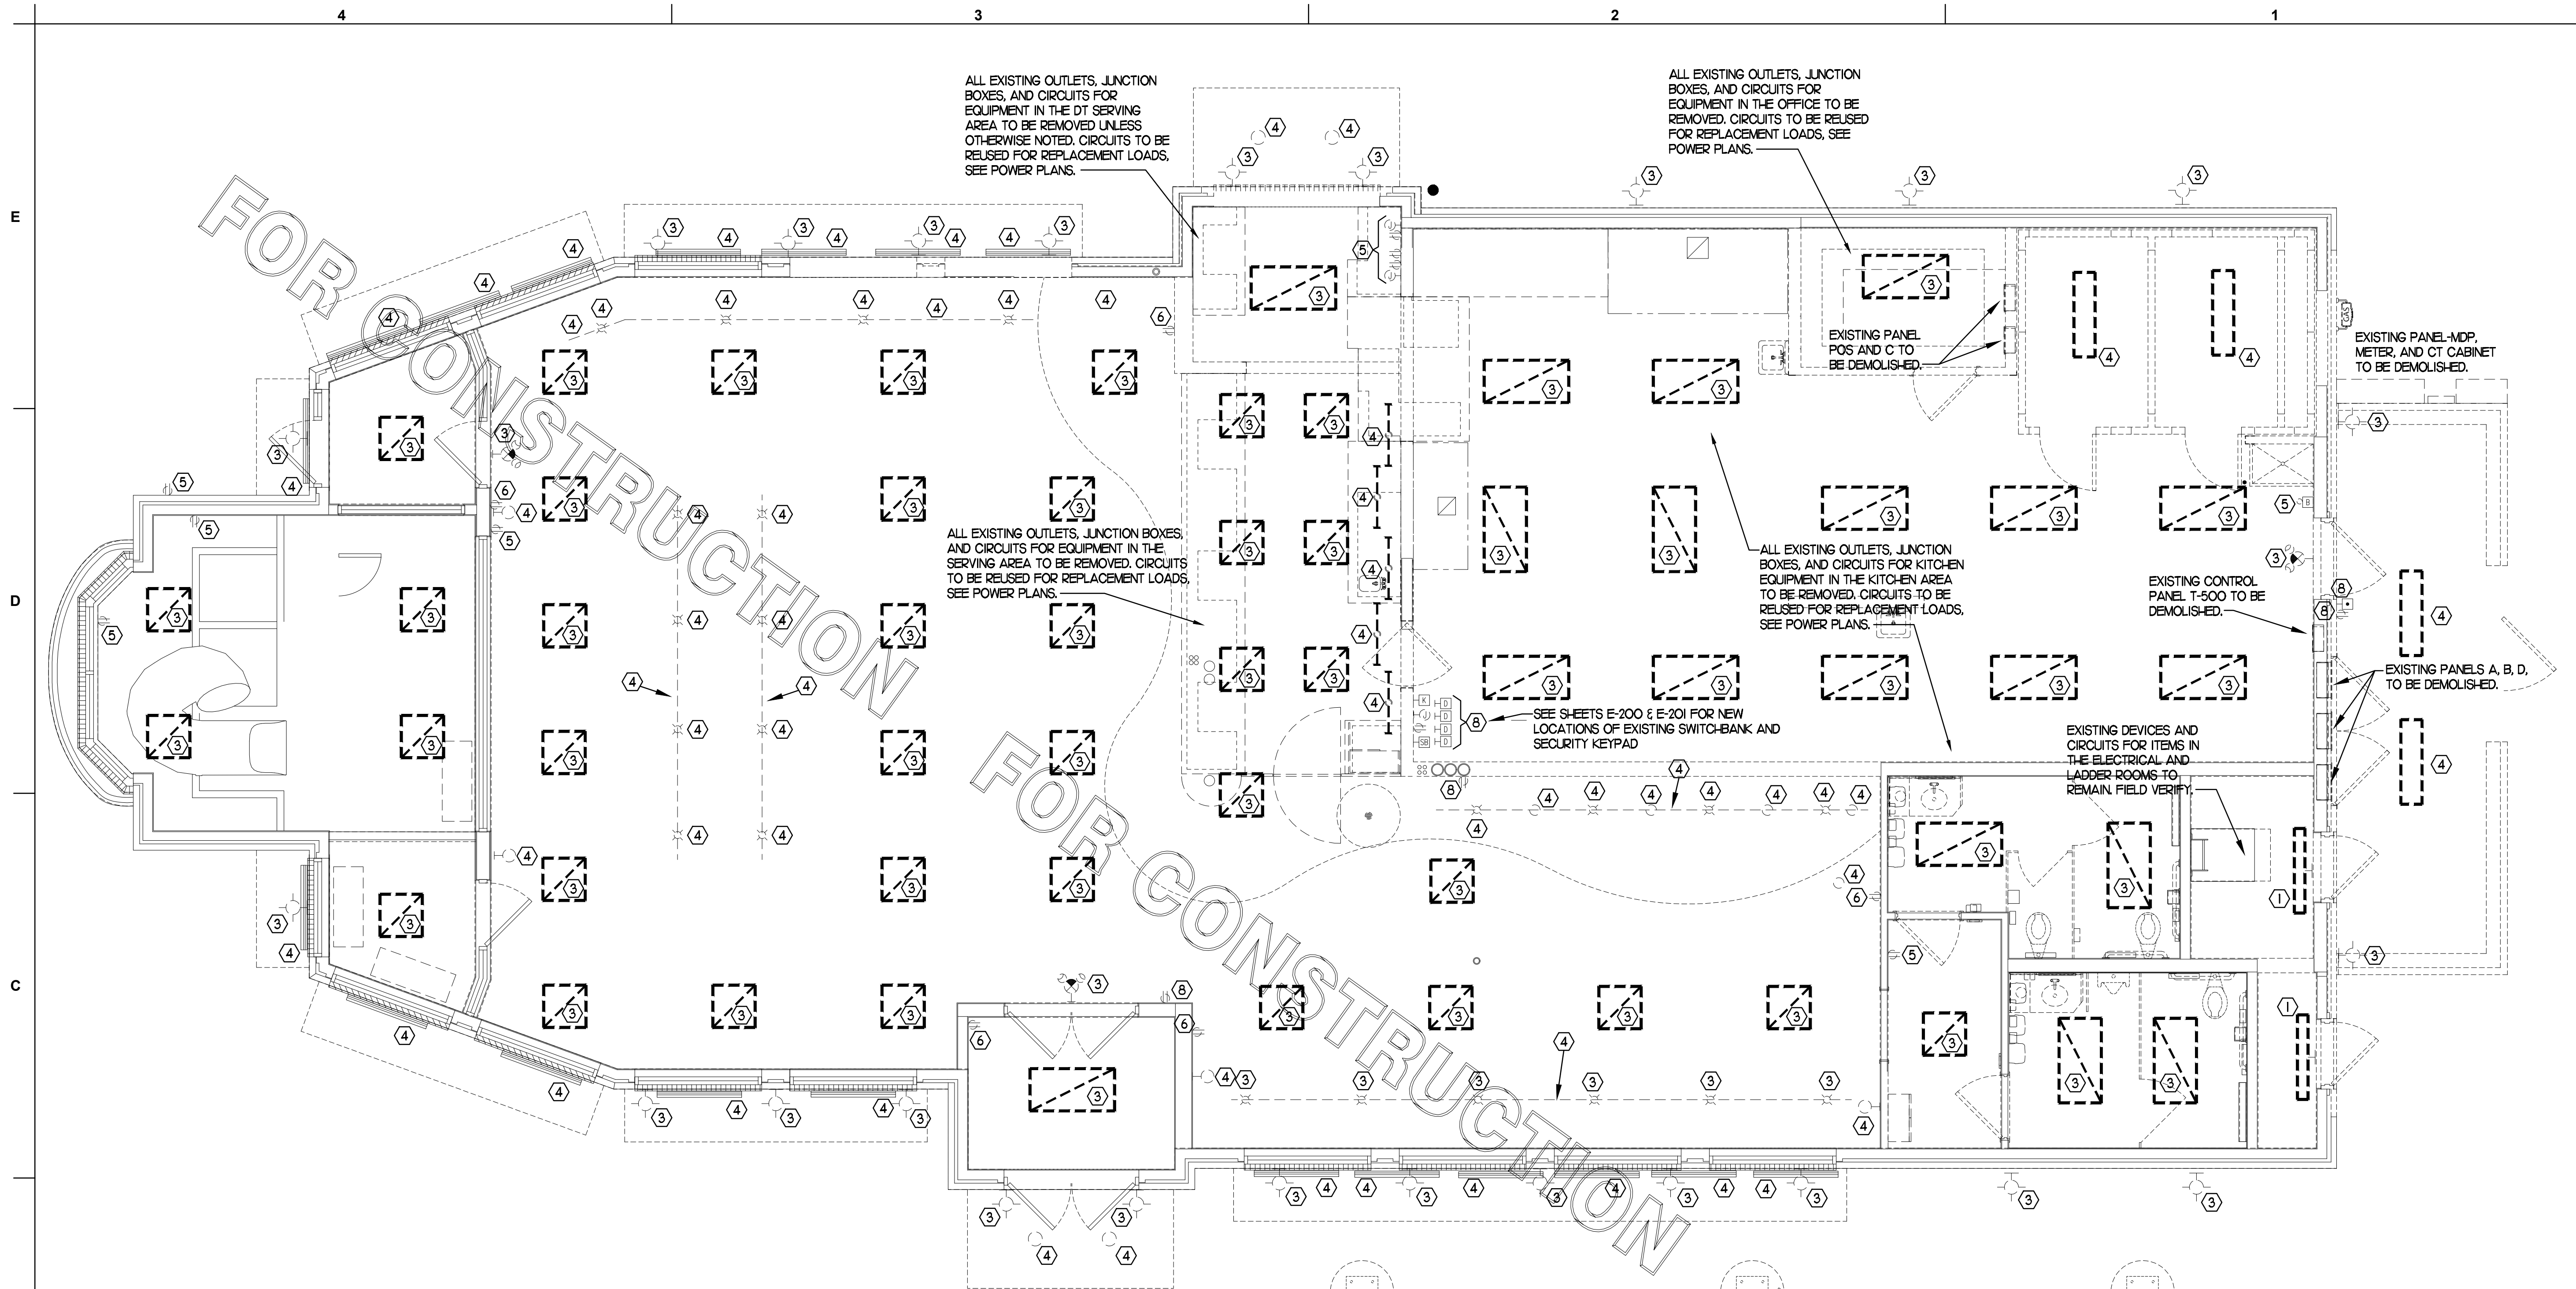 4
3
2
1
E
D
C
ALL EXISTING OUTLETS, JUNCTION
BOXES, AND CIRCUITS FOR
EQUIPMENT IN THE DT SERVING
AREA TO BE REMOVED UNLESS
OTHERWISE NOTED. CIRCUITS TO BE
REUSED FOR REPLACEMENT LOADS,
SEE POWER PLANS.
ALL EXISTING OUTLETS, JUNCTION
BOXES, AND CIRCUITS FOR
EQUIPMENT IN THE OFFICE TO BE
REMOVED. CIRCUITS TO BE REUSED
FOR REPLACEMENT LOADS, SEE
POWER PLANS.
EXISTING PANEL
POS AND C TO
BE DEMOLISHED.
GAS
EXISTING PANEL-MDP,
METER, AND CT CABINET
TO BE DEMOLISHED.
FOR CONSTRUCTION
ALL EXISTING OUTLETS, JUNCTION BOXES,
AND CIRCUITS FOR EQUIPMENT IN THE
SERVING AREA TO BE REMOVED. CIRCUITS
TO BE REUSED FOR REPLACEMENT LOADS,
SEE POWER PLANS.
ALL EXISTING OUTLETS, JUNCTION
BOXES, AND CIRCUITS FOR KITCHEN
EQUIPMENT IN THE KITCHEN AREA
TO BE REMOVED. CIRCUITS TO BE
REUSED FOR REPLACEMENT LOADS,
SEE POWER PLANS.
EXISTING CONTROL
PANEL T-500 TO BE
DEMOLISHED.
EXISTING PANELS A, B, D,
TO BE DEMOLISHED.
SEE SHEETS E-200 & E-201 FOR NEW
LOCATIONS OF EXISTING SWITCHBANK AND
SECURITY KEYPAD
K
J
SB
D
D
D
D
B
EXISTING DEVICES AND
CIRCUITS FOR ITEMS IN
THE ELECTRICAL AND
LADDER ROOMS TO
REMAIN. FIELD VERIFY.
FOR CONSTRUCTION